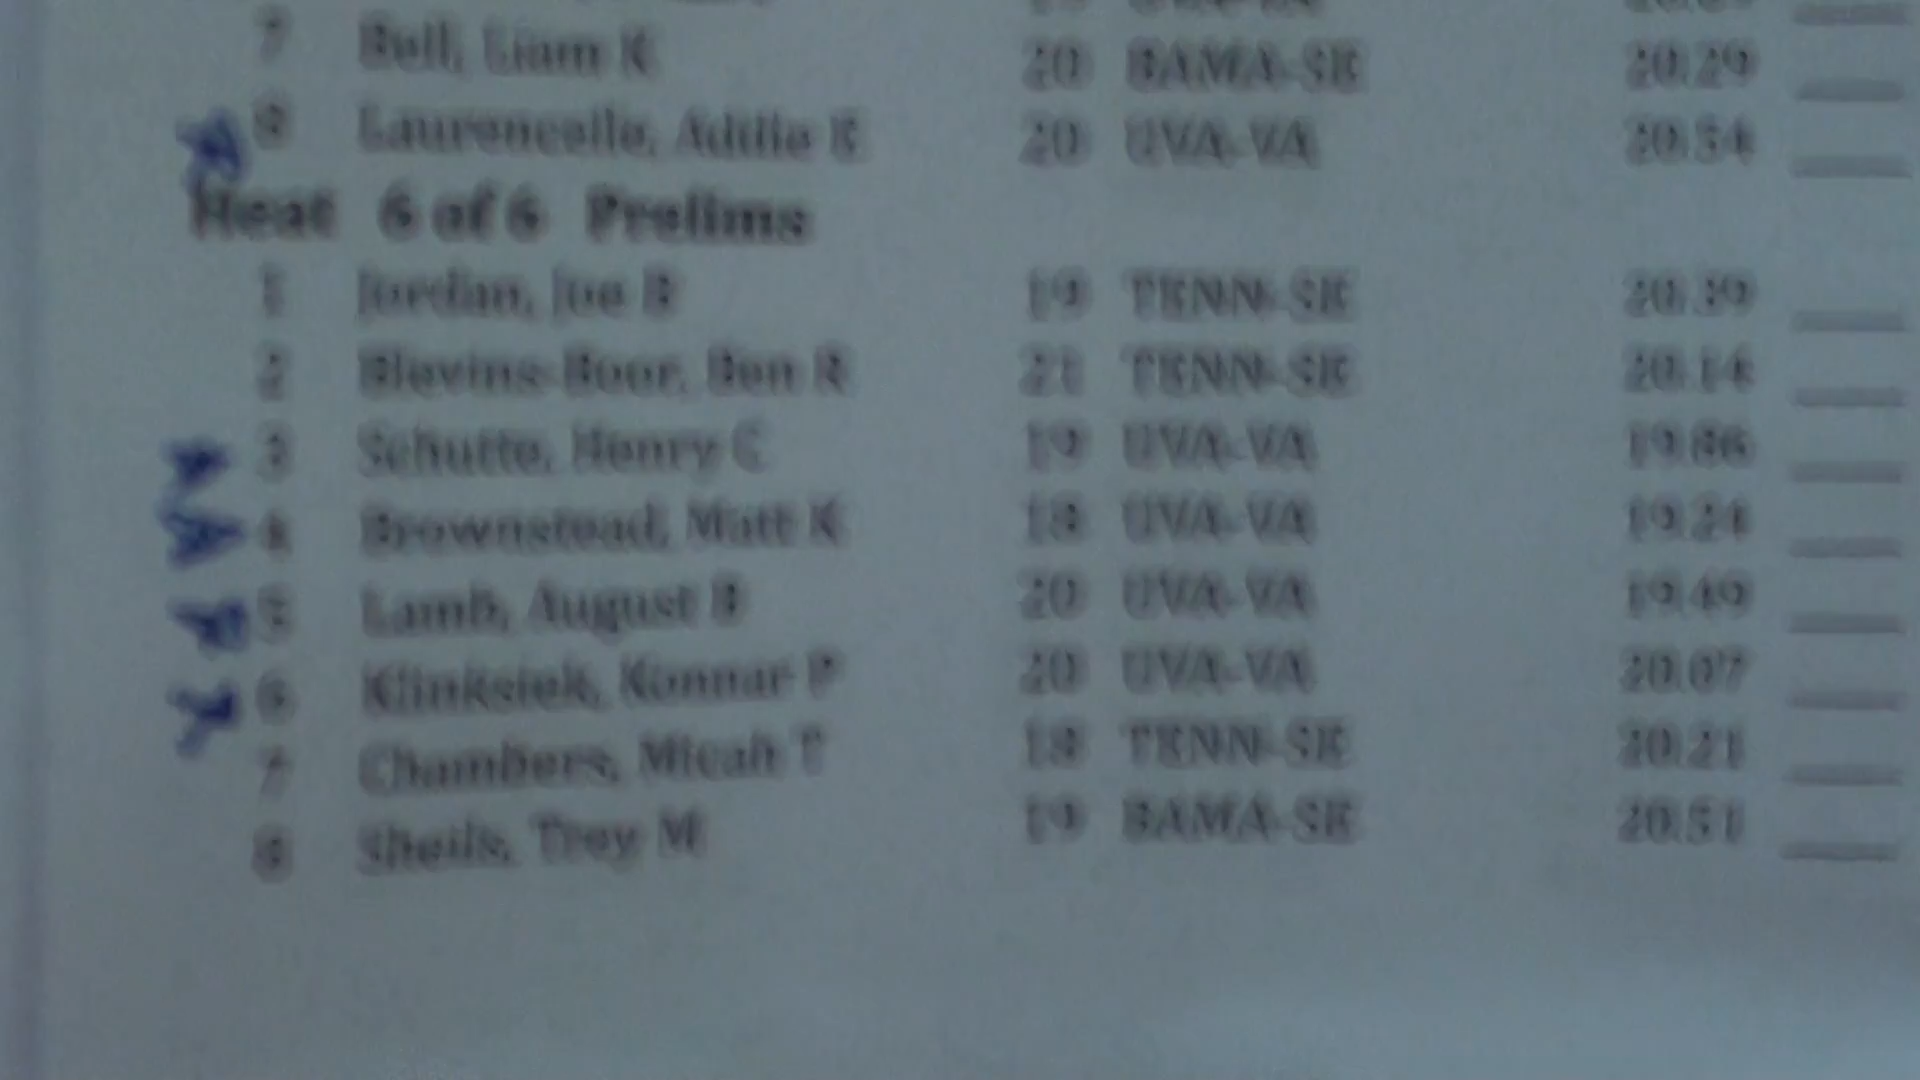 7 Bell, Liam K 20 BAMA-SE 20.29
8 Laurencelle, Addie E 20 UVA-VA 20.54
Heat 6 of 6 Prelims
1 Jordan, Joe B 19 TENN-SE 20.39
2 Blevins-Boor, Ben R 21 TENN-SE 20.14
3 Schutte, Henry C 19 UVA-VA 19.86
4 Brownstead, Matt K 18 UVA-VA 19.24
5 Lamb, August B 20 UVA-VA 19.49
6 Klinksiek, Konnar P 20 UVA-VA 20.07
7 Chambers, Micah T 18 TENN-SE 20.21
8 Sheils, Troy M 19 BAMA-SE 20.51